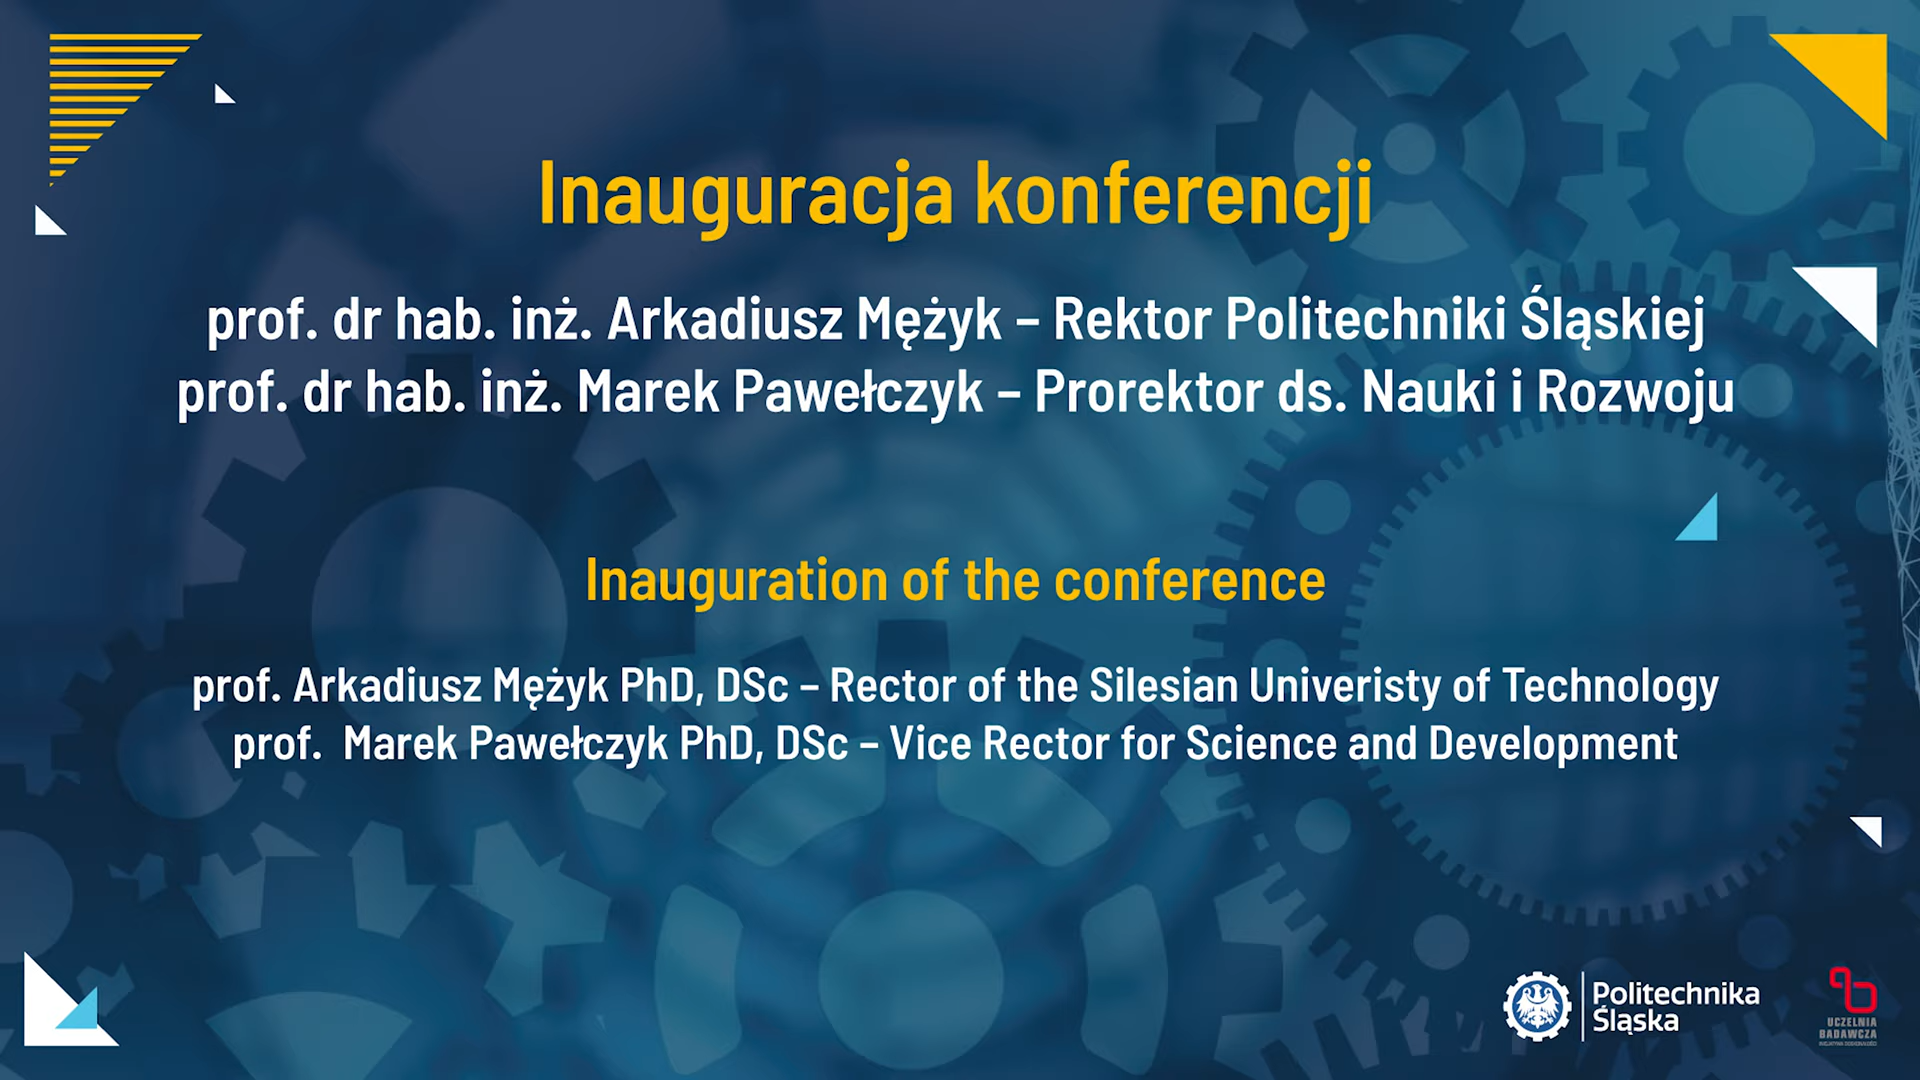 Inauguracja konferencji
prof. dr hab. inż. Arkadiusz Mężyk – Rektor Politechniki Śląskiej
prof. dr hab. inż. Marek Pawełczyk – Prorektor ds. Nauki i Rozwoju
Inauguration of the conference
prof. Arkadiusz Mężyk PhD, DSc – Rector of the Silesian Univeristy of Technology
prof. Marek Pawełczyk PhD, DSc – Vice Rector for Science and Development
Politechnika
Śląska
UCZELNIA
BADAWCZA